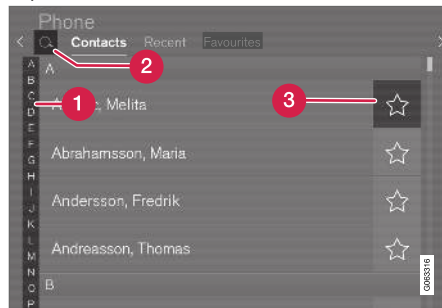 Phone
Contacts Recent Favourites
2
A
A
B
C
D
E
F
G
H
I
J
K
L
M
N
O
P
1
Melita
3
Abrahamsson, Maria
Andersson, Fredrik
Andreasson, Thomas
B
G063316